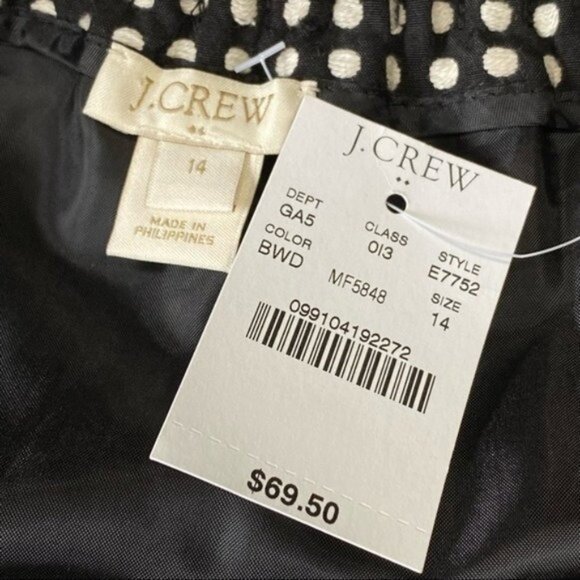 J.CREW
14
MADE IN
PHILIPPINES
J.CREW
DEPT CLASS STYLE
GA5 013 E7752
COLOR SIZE
BWD MF5848 14
099104192272
$69.50